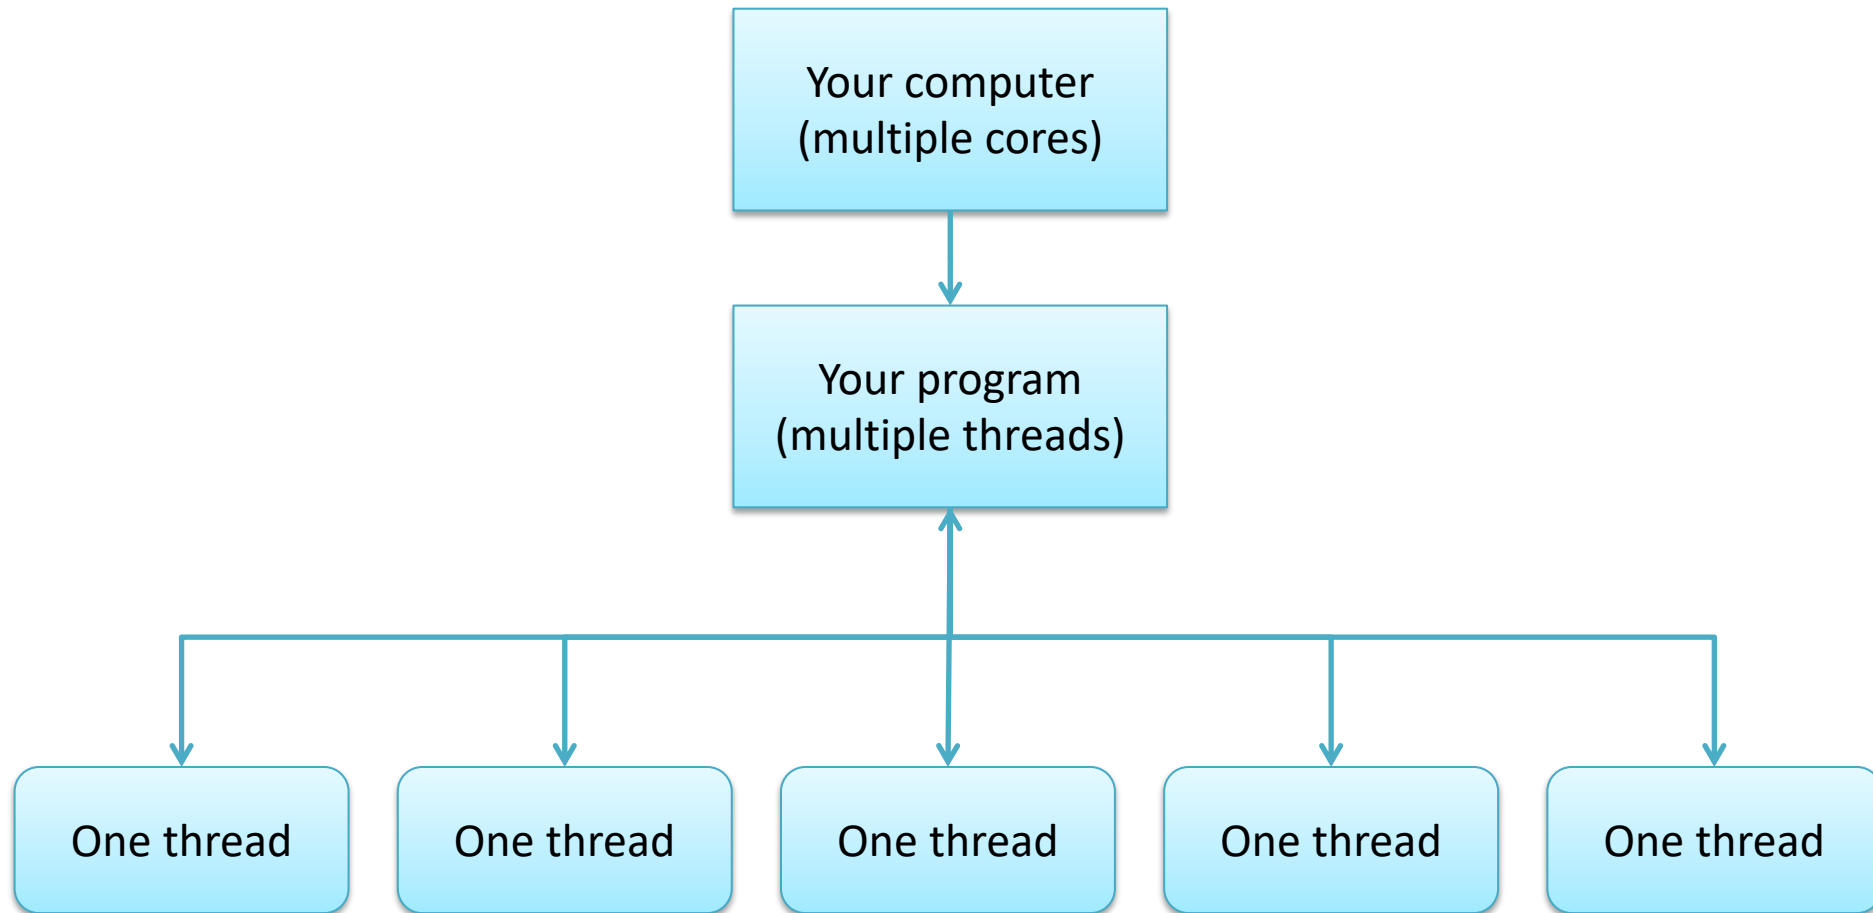 Your computer
(multiple cores)
Your program
(multiple threads)
One thread
One thread
One thread
One thread
One thread